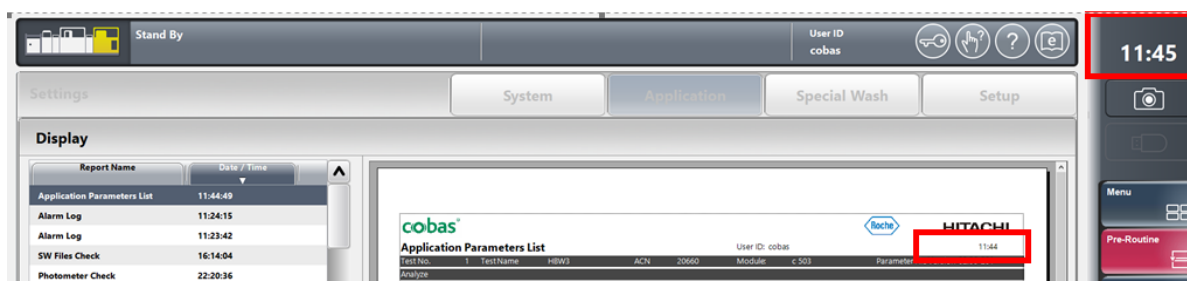 Stand By
User ID
cobas
11:45
Settings
System
Application
Special Wash
Setup
Display
Report Name
Date / Time
Application Parameters List 11:44:49
Alarm Log 11:24:15
Alarm Log 11:23:42
SW Files Check 16:14:04
Photometer Check 22:20:36
cobas
Roche
HITACHI
Application Parameters List
User ID: cobas
11:44
Test No. 1 TestName HBW3 ACN 20660 Module: c 503 Parameter
Analyze
Menu
Pre-Routine